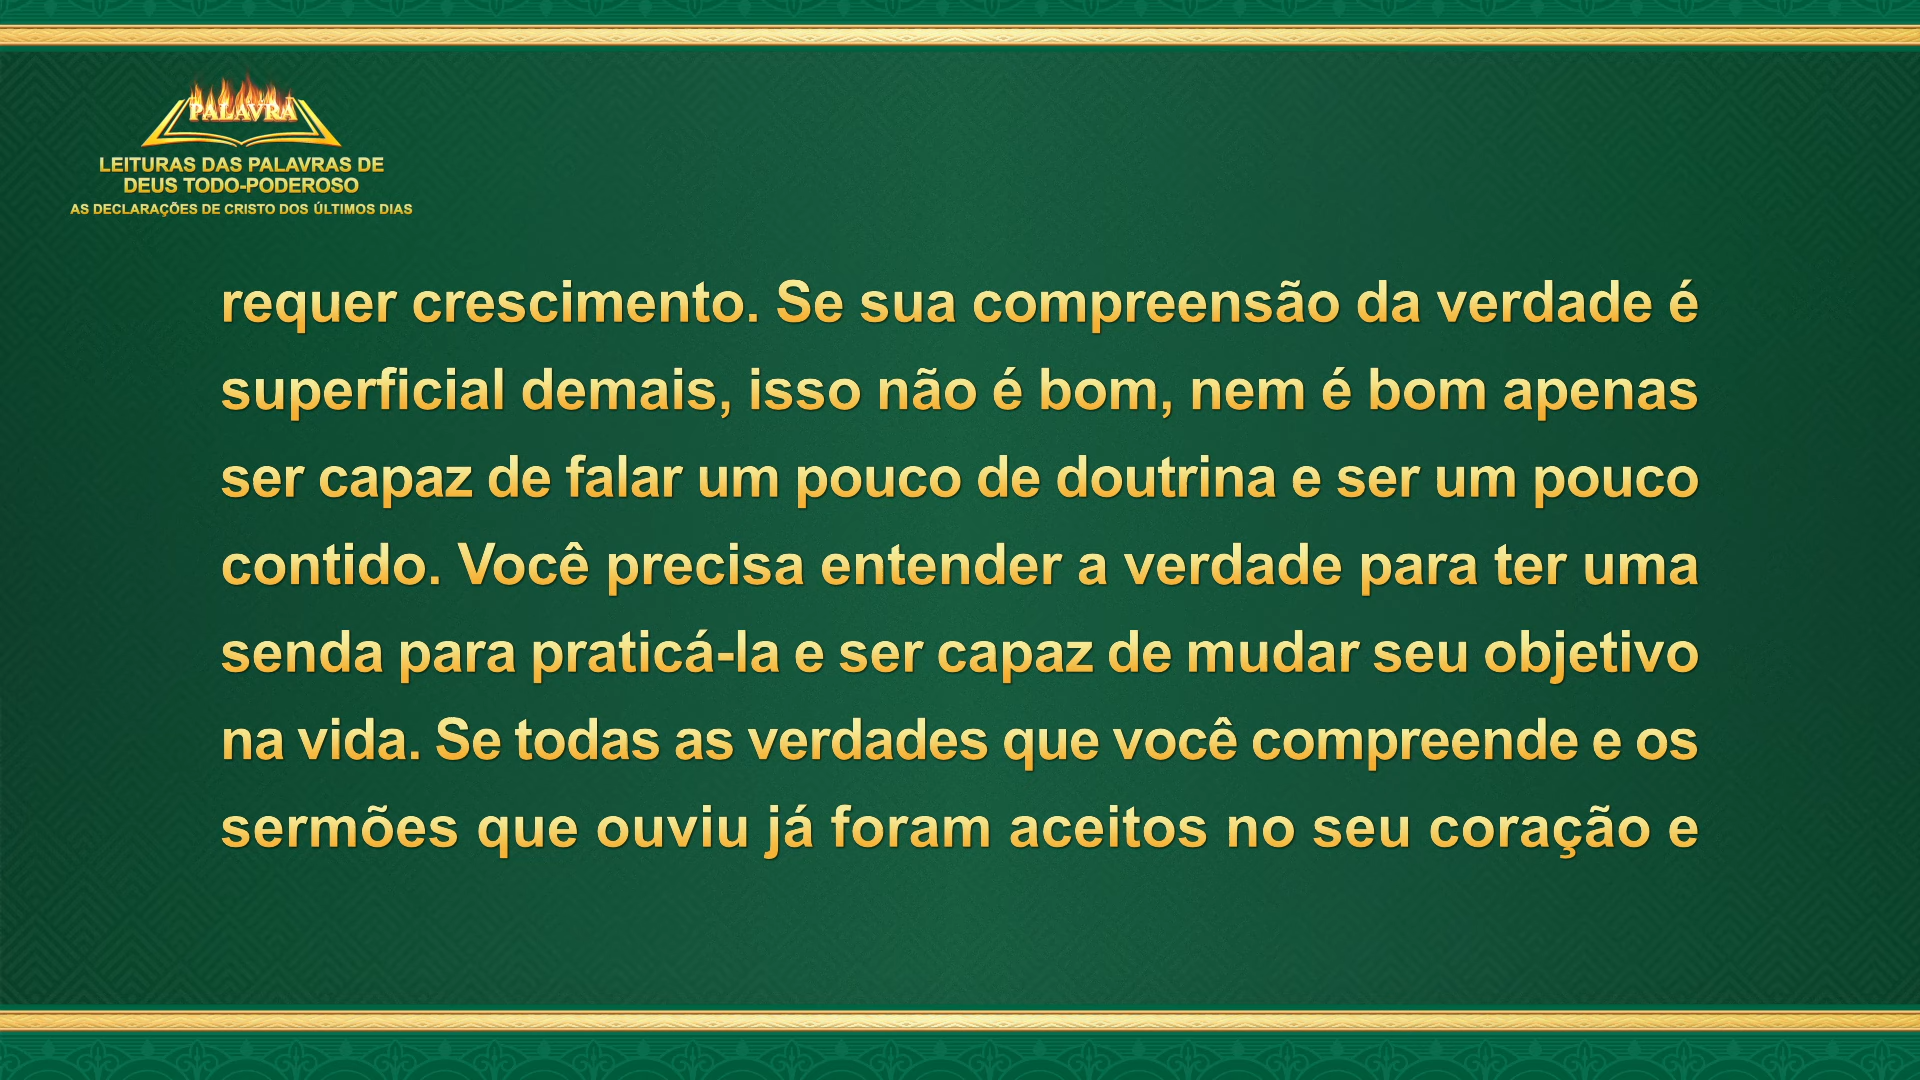 PALAVRA
LEITURAS DAS PALAVRAS DE
DEUS TODO-PODEROSO
AS DECLARAÇÕES DE CRISTO DOS ÚLTIMOS DIAS
requer crescimento. Se sua compreensão da verdade é
superficial demais, isso não é bom, nem é bom apenas
ser capaz de falar um pouco de doutrina e ser um pouco
contido. Você precisa entender a verdade para ter uma
senda para praticá-la e ser capaz de mudar seu objetivo
na vida. Se todas as verdades que você compreende e os
sermões que ouviu já foram aceitos no seu coração e